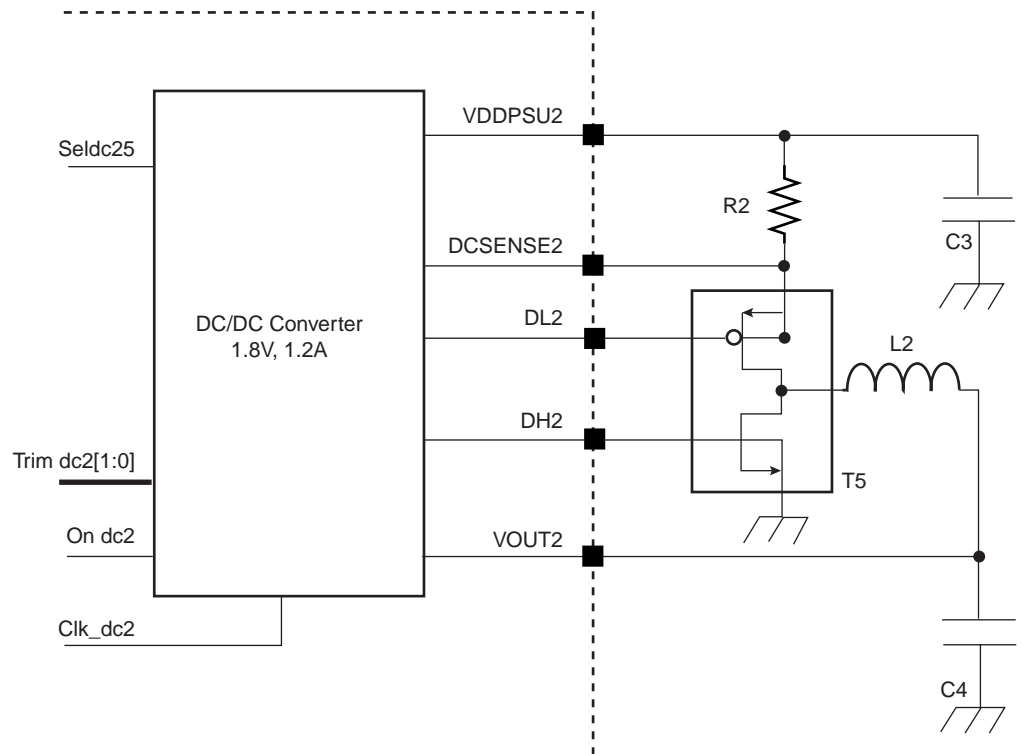 VDDPSU2
Seldc25
R2
C3
DCSENSE2
DC/DC Converter
1.8V, 1.2A
DL2
L2
DH2
Trim dc2[1:0]
T5
On dc2
VOUT2
Clk_dc2
C4